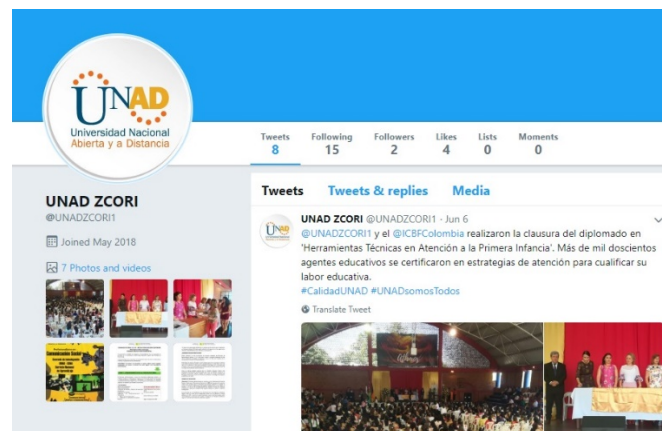 UNAD
Universidad Nacional
Abierta y a Distancia
Tweets Following Followers Likes Lists Moments
8 15 2 4 0 0
UNAD ZCORI
@UNADZCORI1
Joined May 2018
7 Photos and videos
Tweets Tweets & replies Media
UNAD ZCORI @UNADZCORI1 · Jun 6
@UNADZCORI1 y el @ICBFColombia realizaron la clausura del diplomado en
'Herramientas Técnicas en Atención a la Primera Infancia'. Más de mil doscientos
agentes educativos se certificaron en estrategias de atención para cualificar su
labor educativa.
#CalidadUNAD #UNADsomosTodos
Translate Tweet